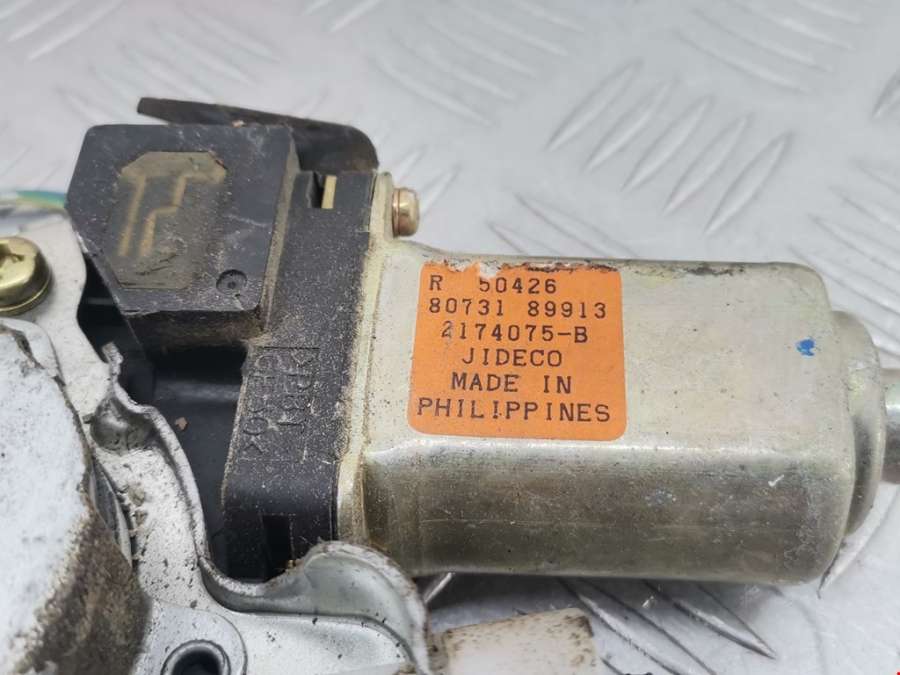 R 50426
80731 89913
2174075-B
JIDECO
MADE IN
PHILIPPINES